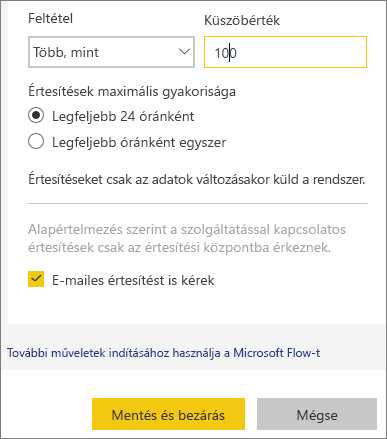 Feltétel
Küszöbérték
Több, mint
100
Értesítések maximális gyakorisága
Legfeljebb 24 óránként
Legfeljebb óránként egyszer
Értesítéseket csak az adatok változásakor küld a rendszer.
Alapértelmezés szerint a szolgáltatással kapcsolatos
értesítések csak az értesítési központba érkeznek.
E-mailes értesítést is kérek
További műveletek indításához használja a Microsoft Flow-t
Mentés és bezárás
Mégse